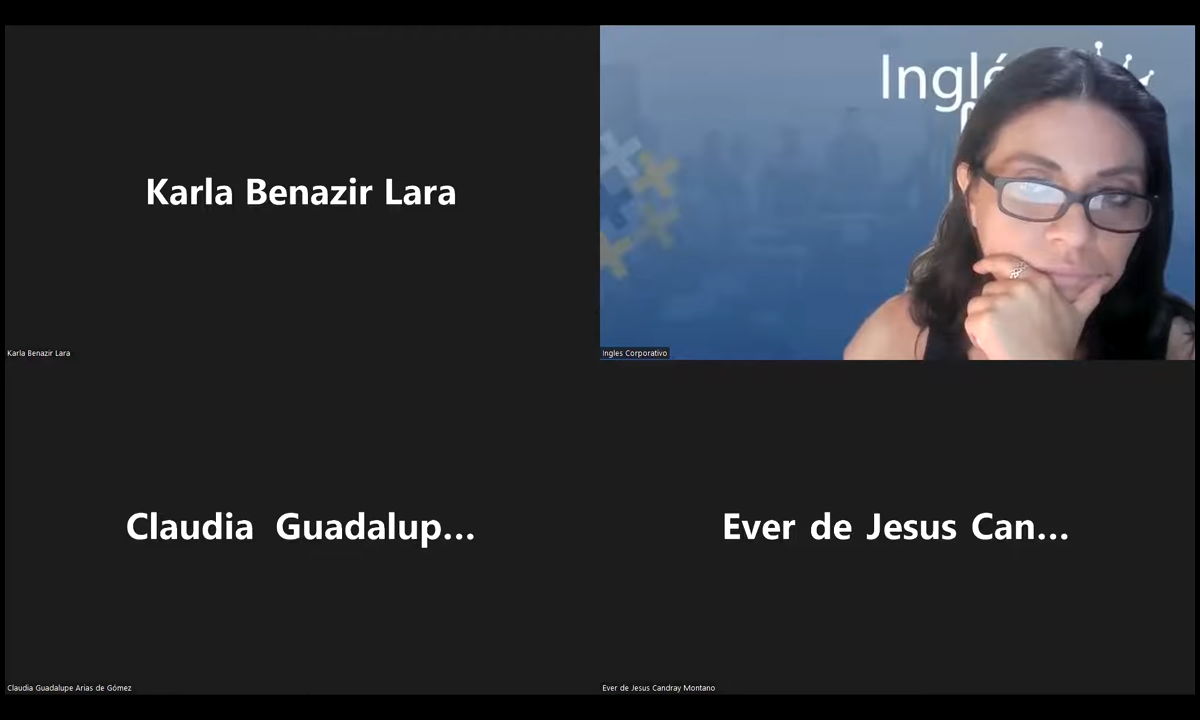 Karla Benazir Lara
Inglé
Karla Benazir Lara
Ingles Corporativo
Claudia Guadalup...
Ever de Jesus Can...
Claudia Guadalupe Arias de Gómez
Ever de Jesus Candray Montano